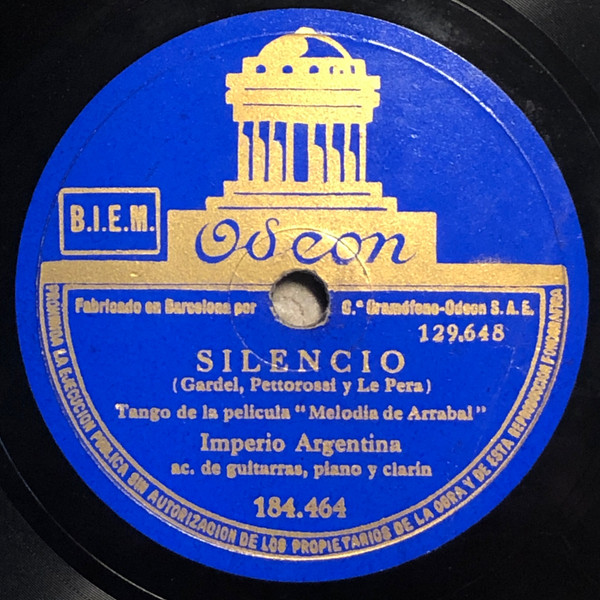 B.I.E.M.
Odeon
Fabricado en Barcelona por C.ª Gramófono-Odeon S.A.E.
129.648
SILENCIO
(Gardel, Pettorossi y Le Pera)
Tango de la película "Melodía de Arrabal"
Imperio Argentina
ac. de guitarras, piano y clarín
184.464
PROHIBIDA LA EJECUCION PUBLICA SIN AUTORIZACION DE LOS PROPIETARIOS DE LA OBRA Y DE ESTA REPRODUCCION FONOGRAFICA